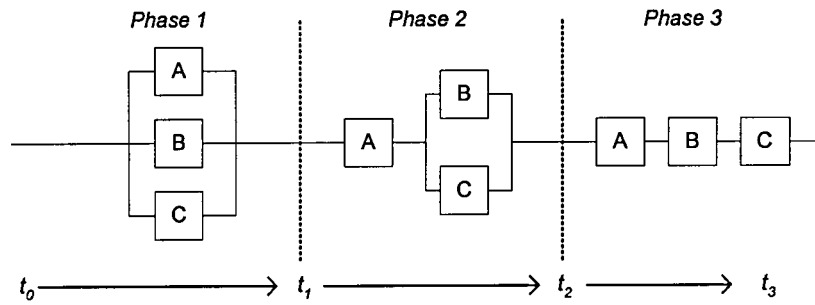 Phase 1 Phase 2 Phase 3
A
B
C
A
B
C
A B C
t₀ t₁ t₂ t₃